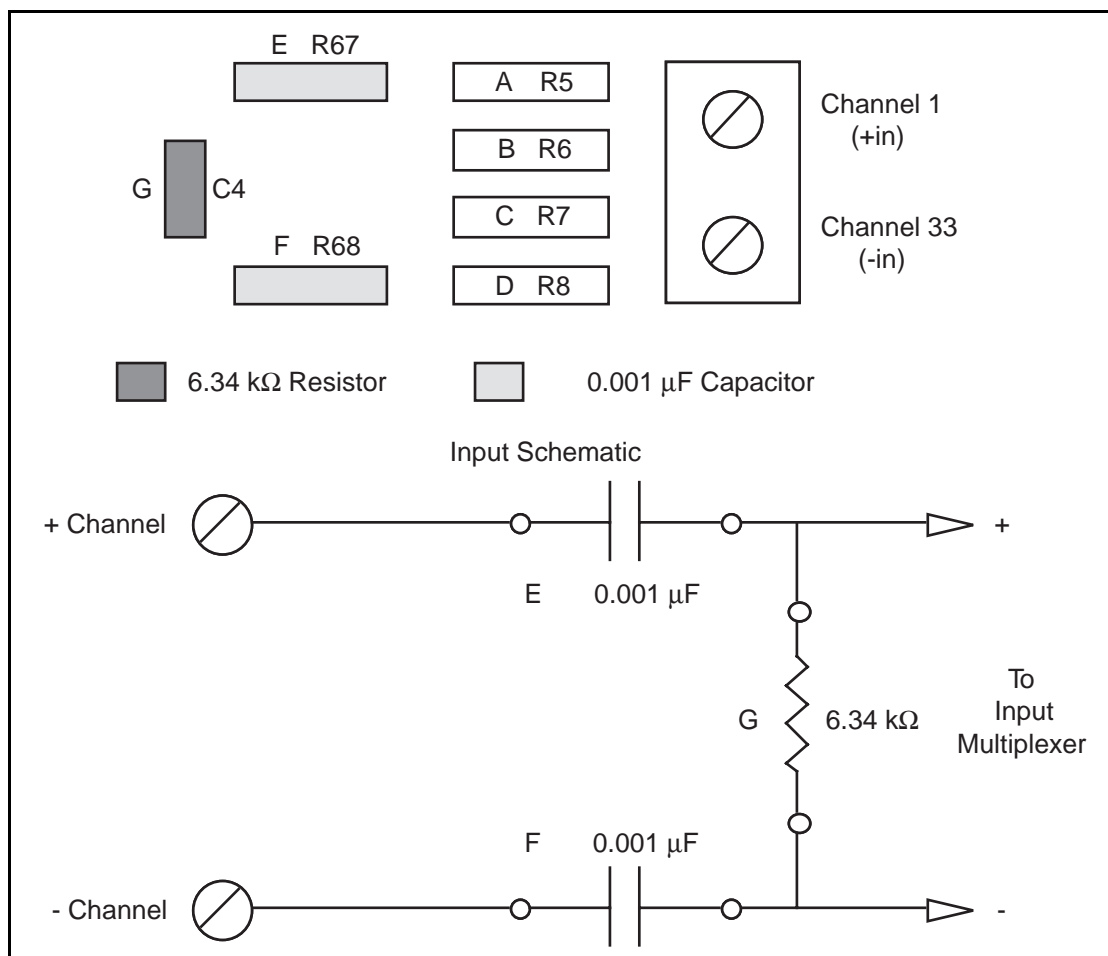 E R67
A R5
Channel 1
(+in)
B R6
G C4
C R7
Channel 33
(-in)
F R68
D R8
6.34 kΩ Resistor
0.001 μF Capacitor
Input Schematic
+ Channel
+
E 0.001 μF
G 6.34 kΩ
To
Input
Multiplexer
F 0.001 μF
- Channel
-